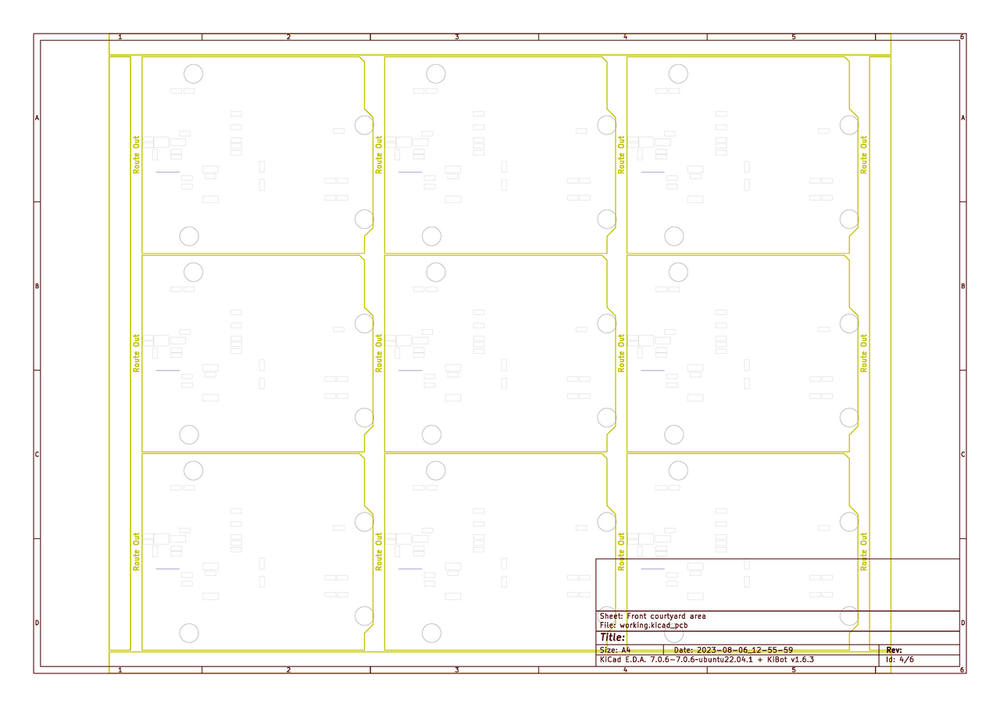 1 2 3 4 5 6
A A
Route Out Route Out Route Out Route Out
B B
Route Out Route Out Route Out Route Out
C C
Route Out Route Out Route Out Route Out
Sheet: Front courtyard area
File: working.kicad_pcb
D D
Title:
Size: A4 Date: 2023-08-06_12-55-59 Rev:
KiCad E.D.A. 7.0.6-7.0.6-ubuntu22.04.1 + KiBot v1.6.3 Id: 4/6
1 2 3 4 5 6